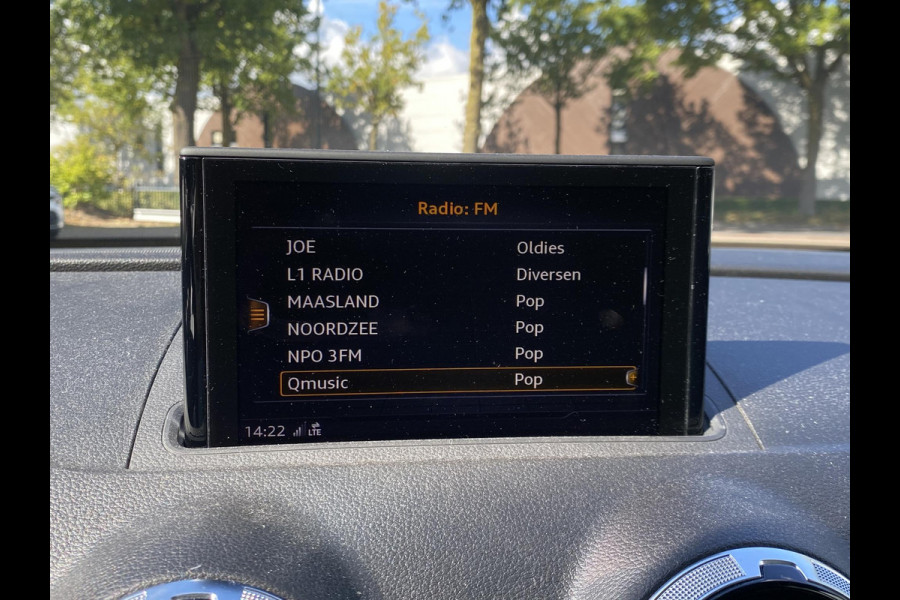 Radio: FM
JOE Oldies
L1 RADIO Diversen
MAASLAND Pop
NOORDZEE Pop
NPO 3FM Pop
Qmusic Pop
14:22 LTE